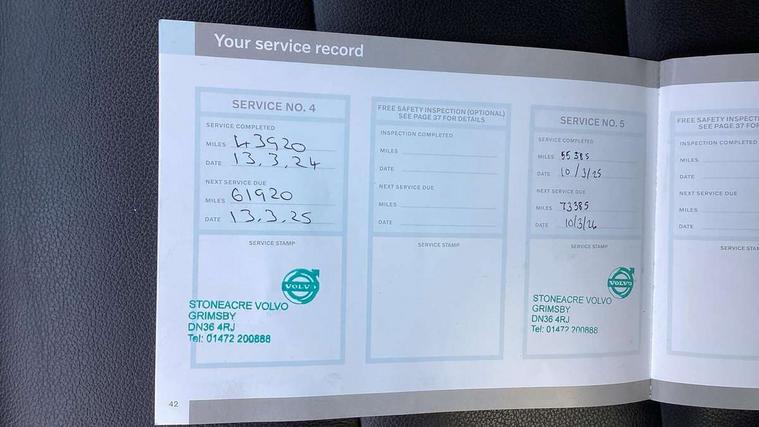 Your service record
SERVICE NO. 4
SERVICE COMPLETED
MILES 43920
DATE 13.3.24
NEXT SERVICE DUE
MILES 61920
DATE 13.3.25
SERVICE STAMP
VOLVO
STONEACRE VOLVO
GRIMSBY
DN36 4RJ
Tel: 01472 200888
FREE SAFETY INSPECTION (OPTIONAL)
SEE PAGE 37 FOR DETAILS
INSPECTION COMPLETED
MILES
DATE
NEXT SERVICE DUE
MILES
DATE
SERVICE STAMP
SERVICE NO. 5
SERVICE COMPLETED
MILES 55385
DATE 10/3/25
NEXT SERVICE DUE
MILES 73385
DATE 10/3/26
SERVICE STAMP
VOLVO
STONEACRE VOLVO
GRIMSBY
DN36 4RJ
Tel: 01472 200888
FREE SAFETY INSPECTI
SEE PAGE 37 FOR
INSPECTION COMPLETED
MILES
DATE
NEXT SERVICE DUE
MILES
DATE
SERVICE STAM
42